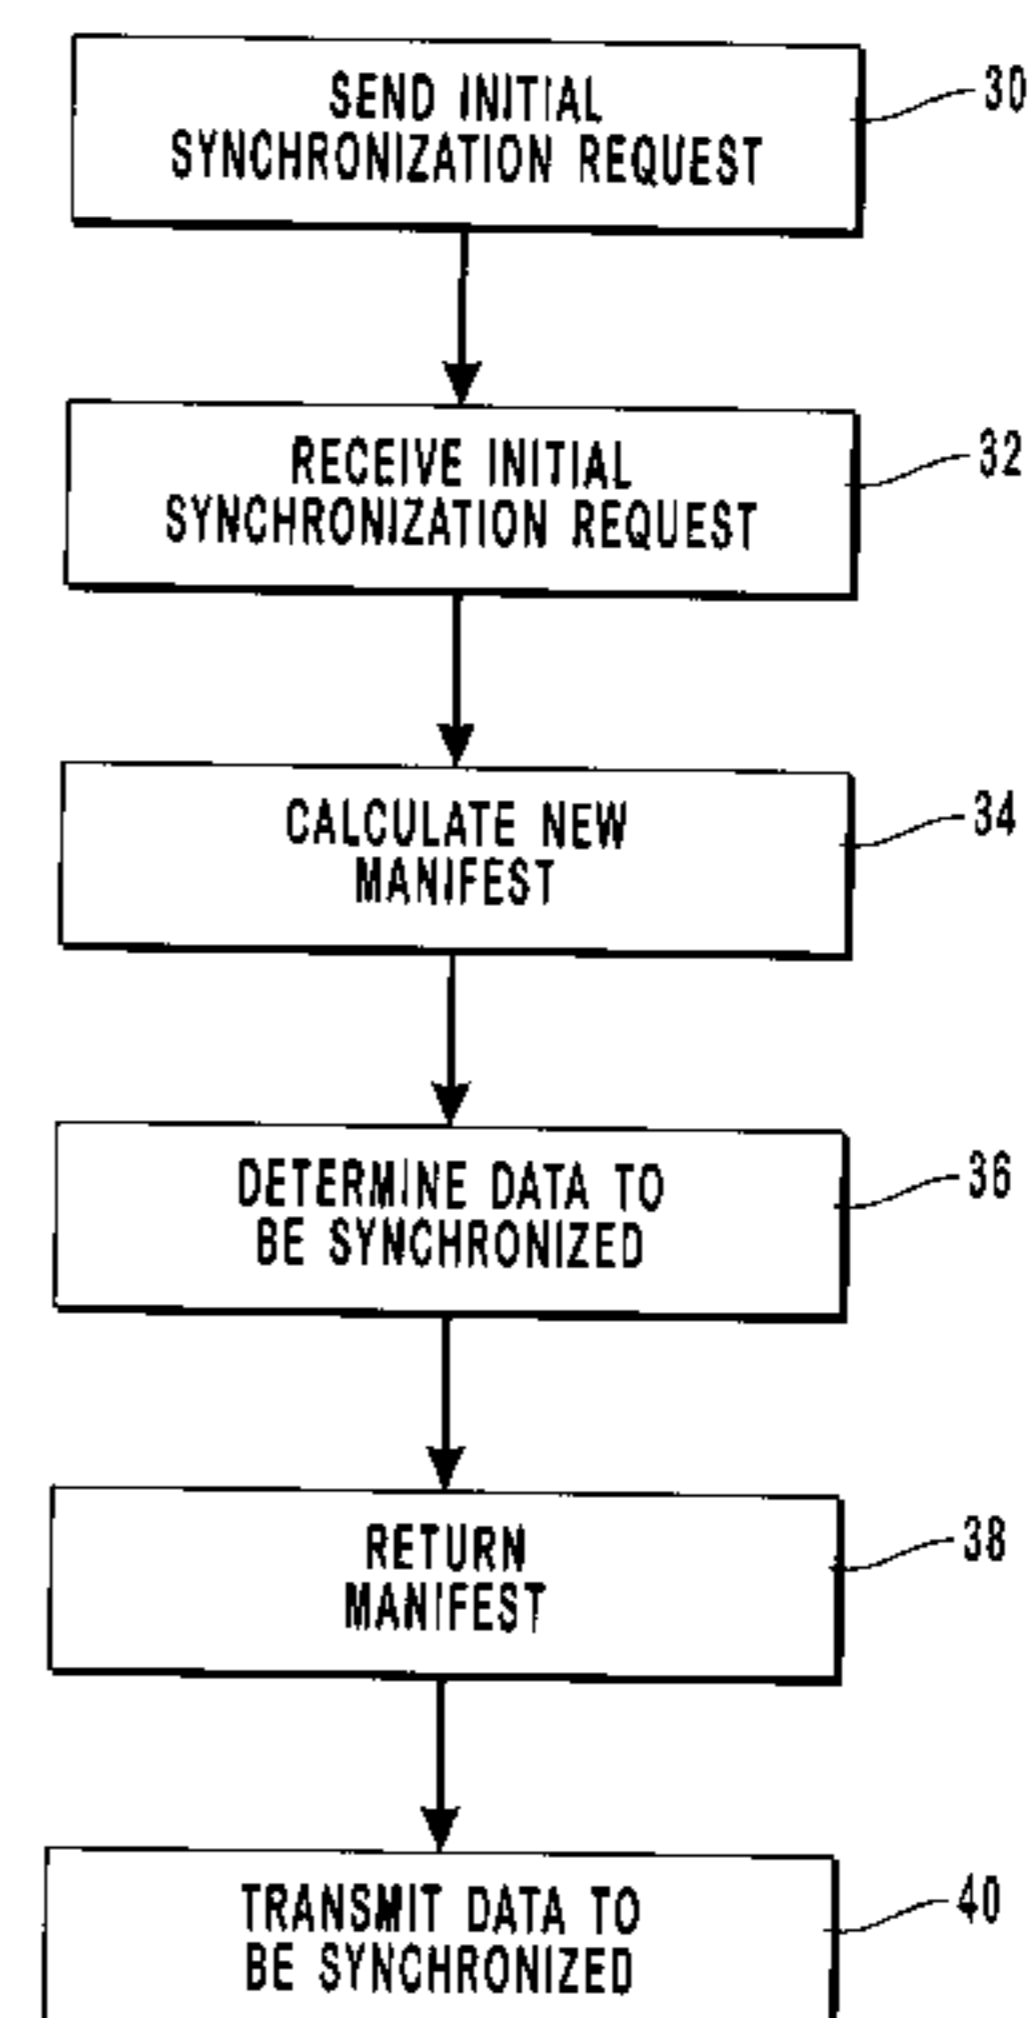 SEND INITIAL
SYNCHRONIZATION REQUEST
30
RECEIVE INITIAL
SYNCHRONIZATION REQUEST
32
CALCULATE NEW
MANIFEST
34
DETERMINE DATA TO
BE SYNCHRONIZED
36
RETURN
MANIFEST
38
TRANSMIT DATA TO
BE SYNCHRONIZED
40